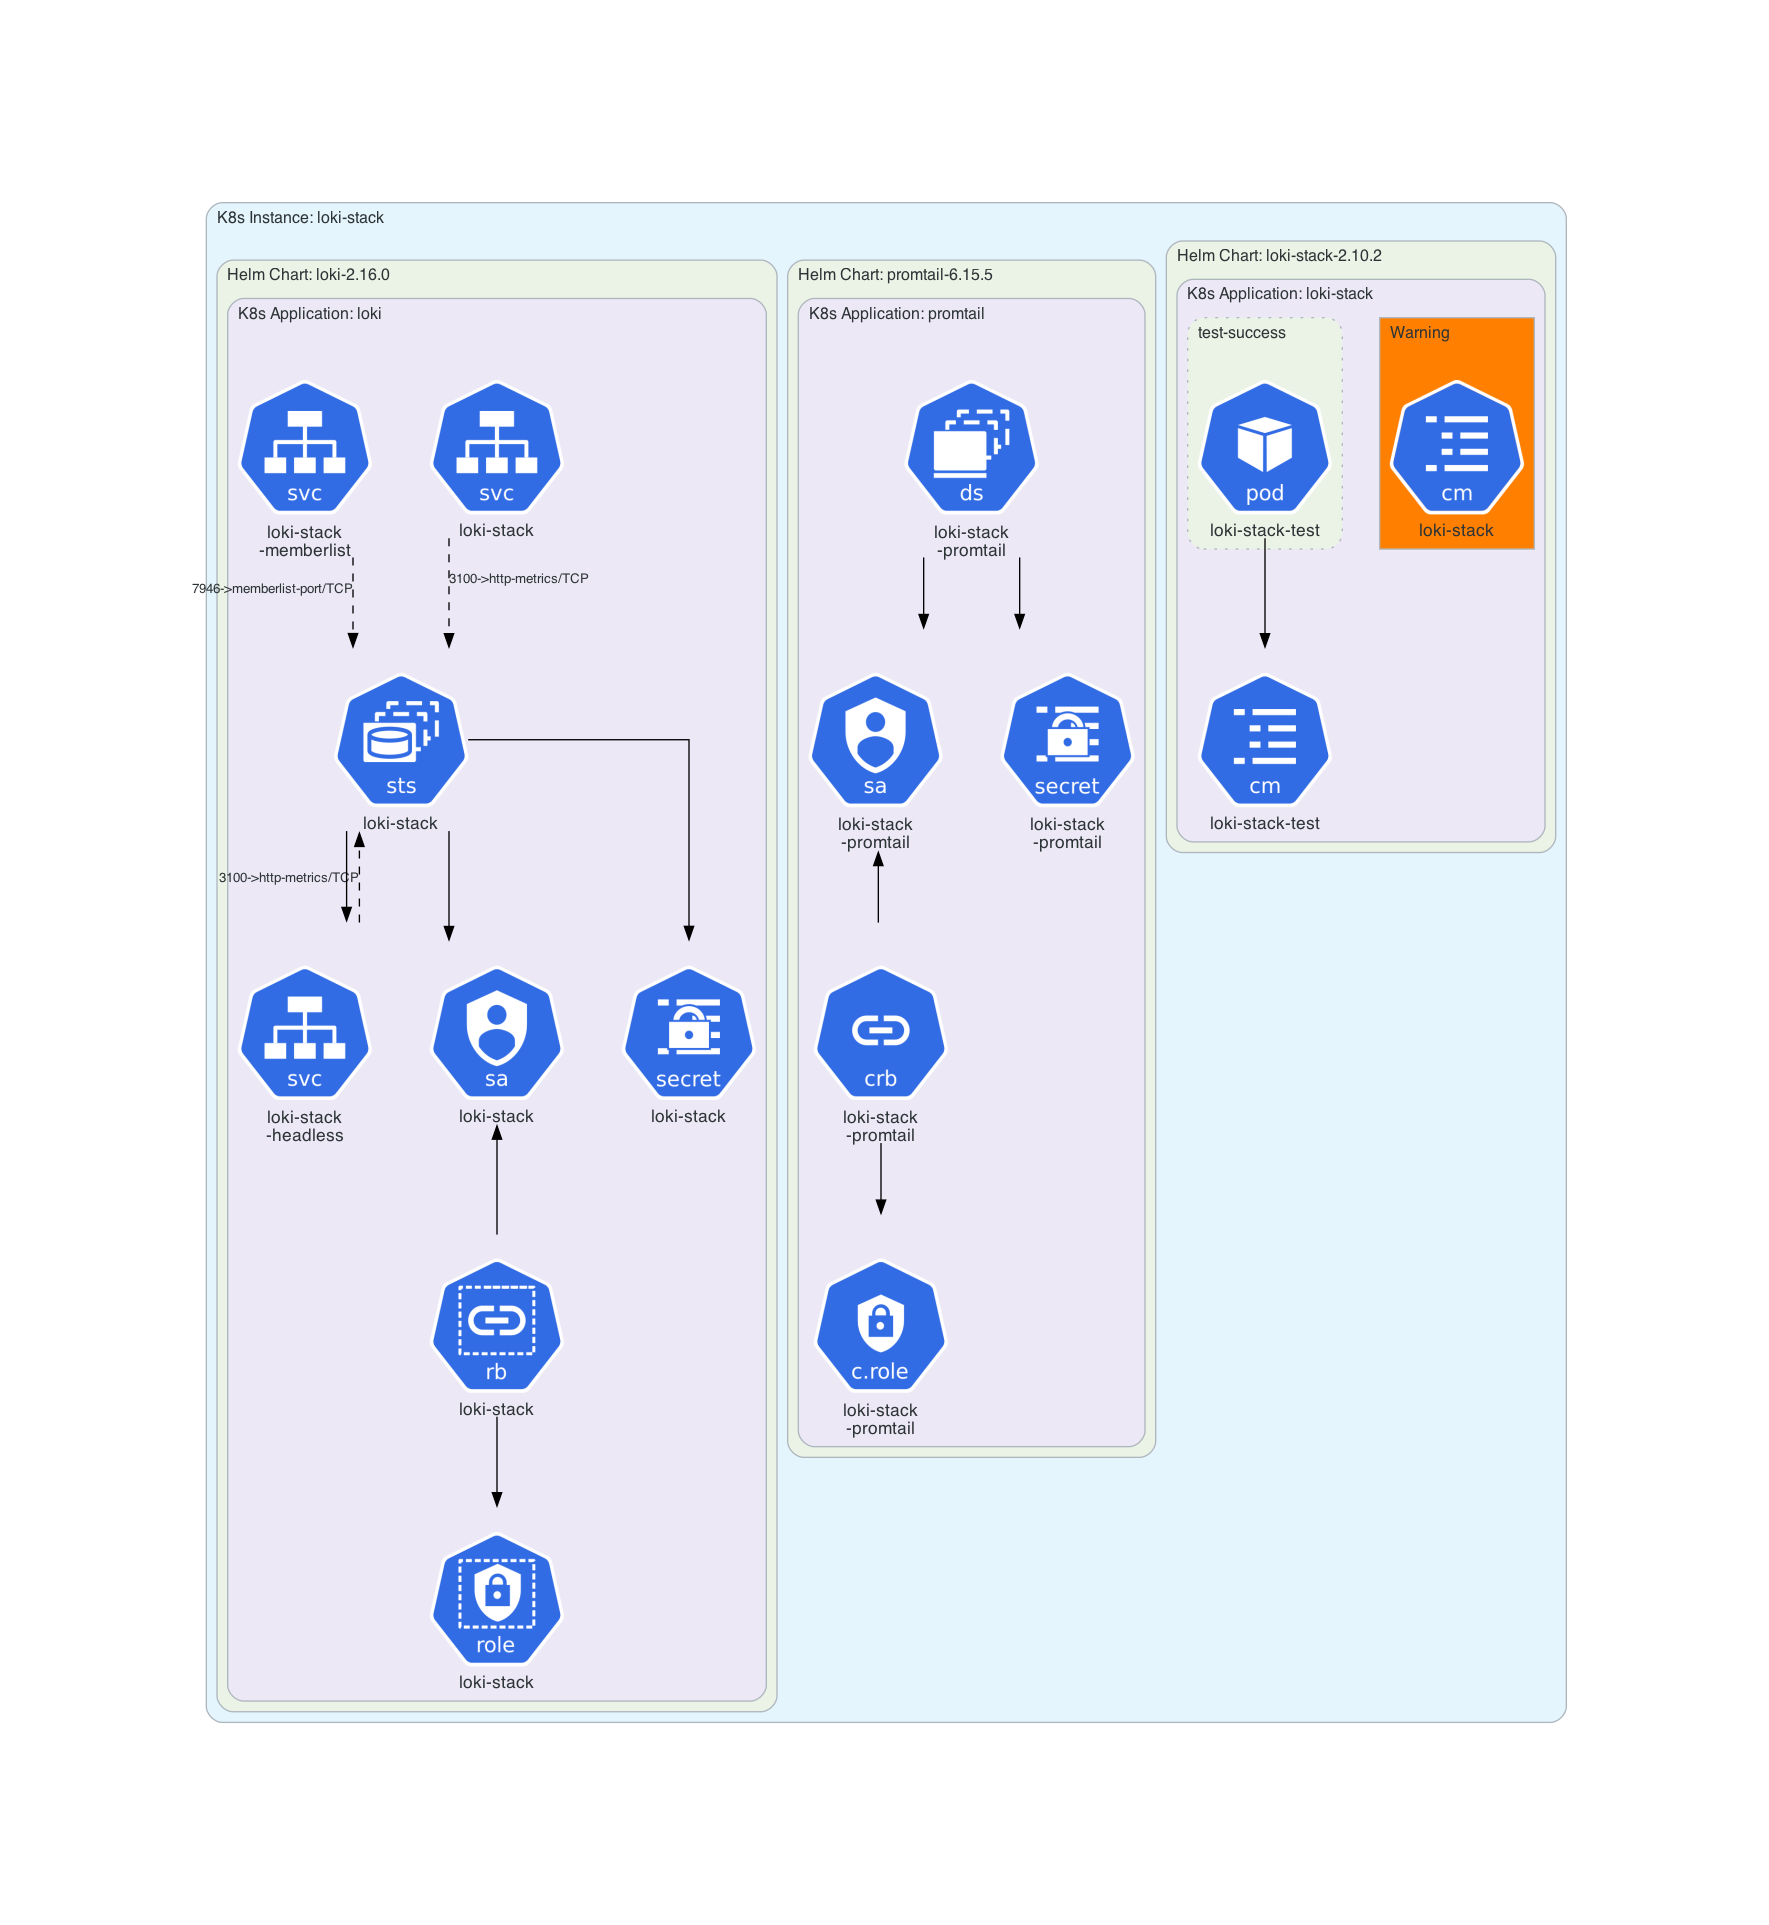 K8s Instance: loki-stack
Helm Chart: loki-2.16.0
K8s Application: loki
svc
loki-stack
-memberlist
svc
loki-stack
7946->memberlist-port/TCP
3100->http-metrics/TCP
sts
loki-stack
3100->http-metrics/TCP
svc
loki-stack
-headless
sa
loki-stack
secret
loki-stack
rb
loki-stack
role
loki-stack
Helm Chart: promtail-6.15.5
K8s Application: promtail
ds
loki-stack
-promtail
sa
loki-stack
-promtail
secret
loki-stack
-promtail
crb
loki-stack
-promtail
c.role
loki-stack
-promtail
Helm Chart: loki-stack-2.10.2
K8s Application: loki-stack
test-success
pod
loki-stack-test
Warning
cm
loki-stack
cm
loki-stack-test